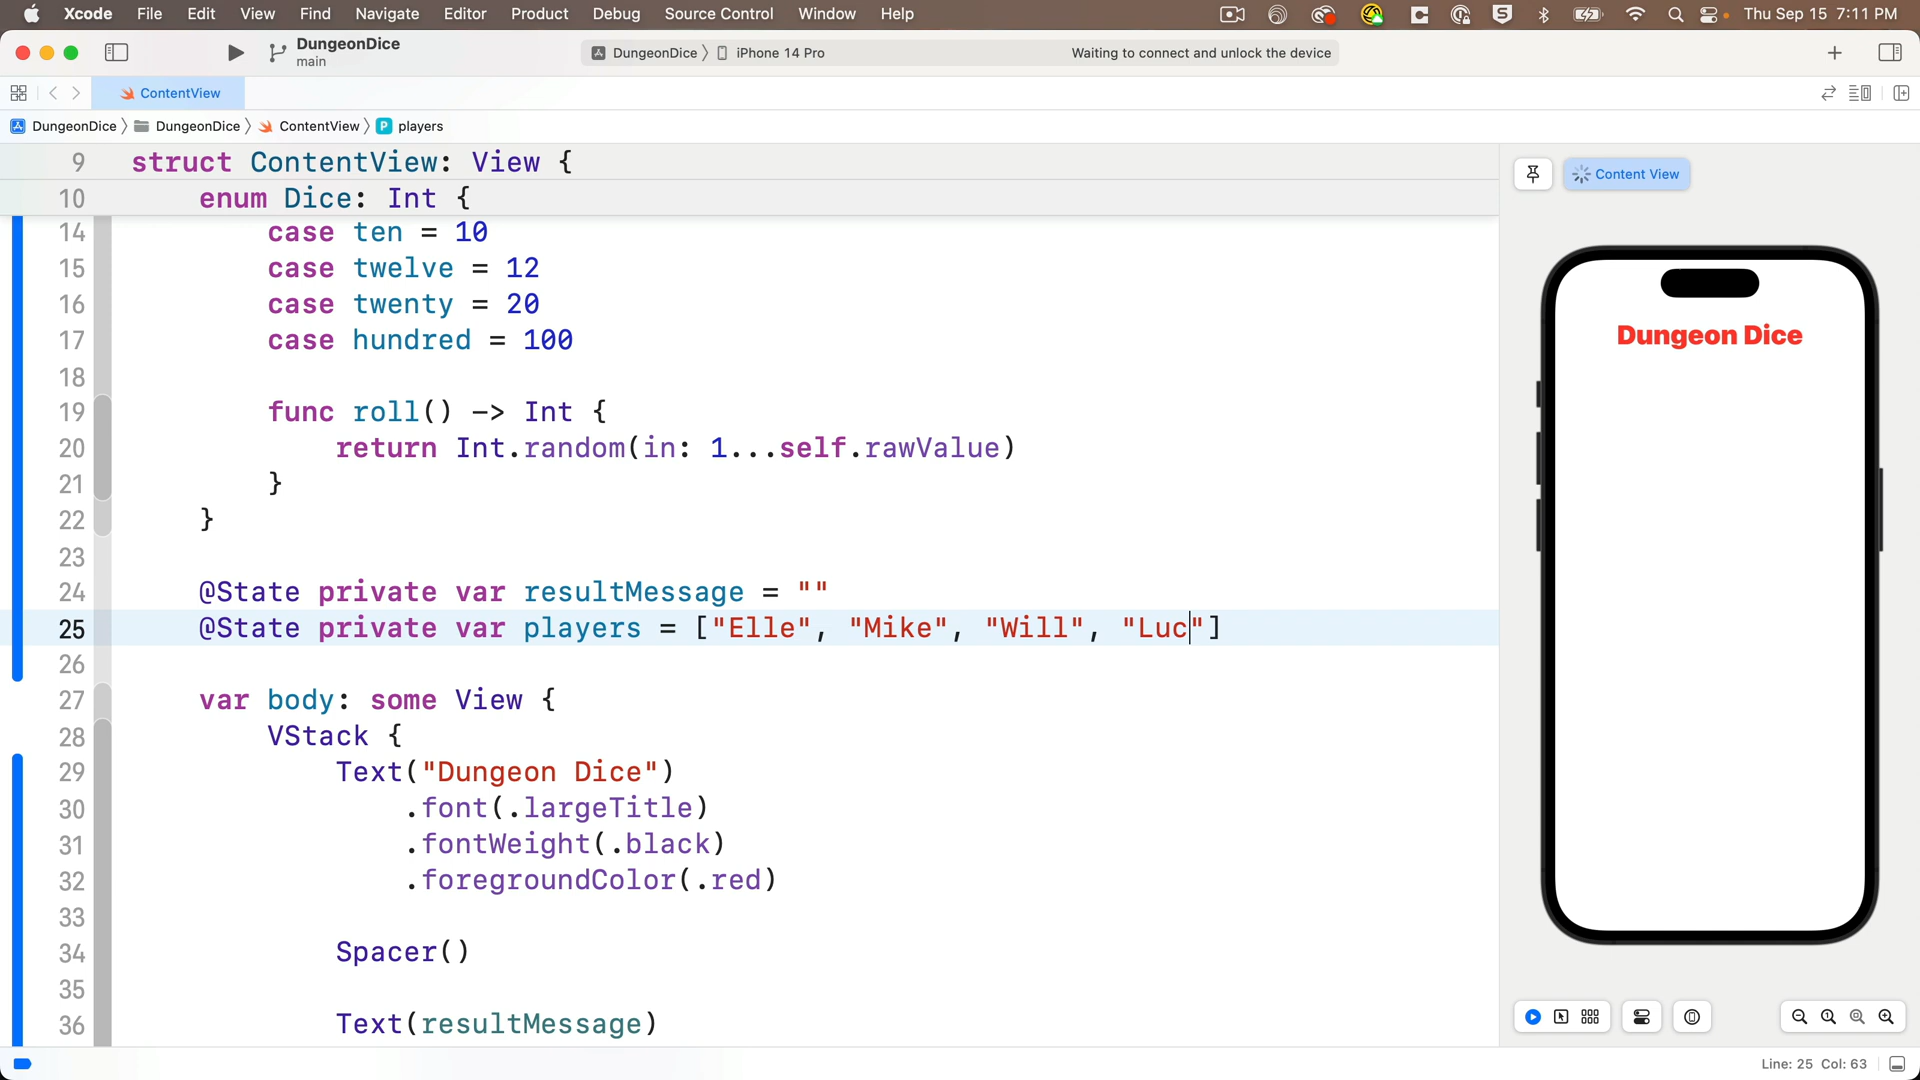 Xcode File Edit View Find Navigate Editor Product Debug Source Control Window Help Thu Sep 15 7:11 PM
DungeonDice
main
DungeonDice iPhone 14 Pro Waiting to connect and unlock the device
ContentView
DungeonDice DungeonDice ContentView P players
9 struct ContentView: View {
10 enum Dice: Int {
14 case ten = 10
15 case twelve = 12
16 case twenty = 20
17 case hundred = 100
18
19 func roll() -> Int {
20 return Int.random(in: 1...self.rawValue)
21 }
22 }
23
24 @State private var resultMessage = ""
25 @State private var players = ["Elle", "Mike", "Will", "Luc"]
26
27 var body: some View {
28 VStack {
29 Text("Dungeon Dice")
30 .font(.largeTitle)
31 .fontWeight(.black)
32 .foregroundColor(.red)
33
34 Spacer()
35
36 Text(resultMessage)
Content View
Dungeon Dice
Line: 25 Col: 63